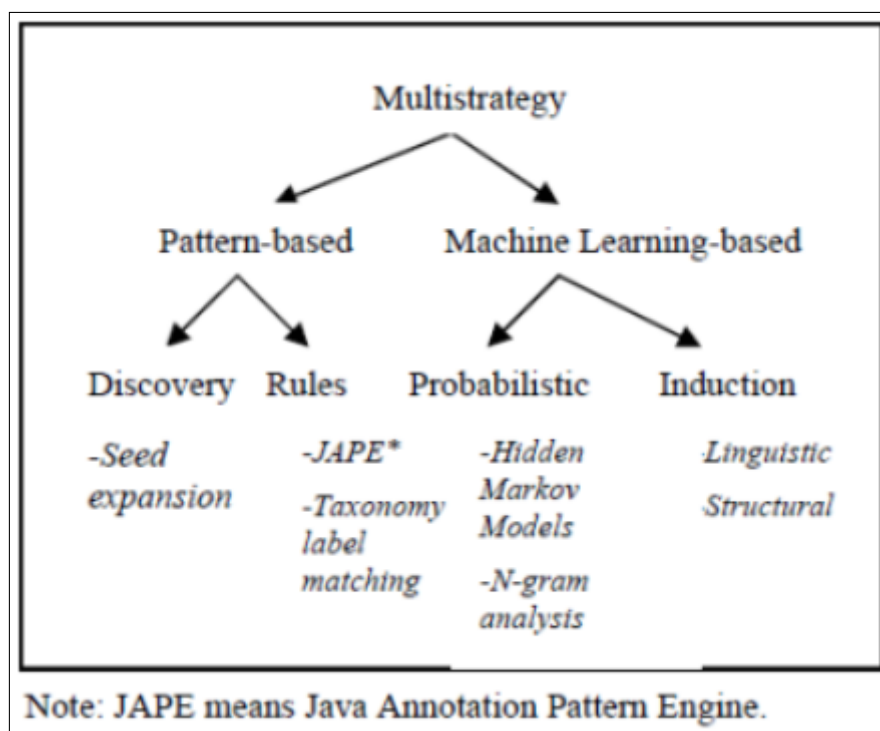 Multistrategy
Pattern-based
Machine Learning-based
Discovery
Rules
Probabilistic
Induction
-Seed
expansion
-JAPE*
-Taxonomy
label
matching
-Hidden
Markov
Models
-N-gram
analysis
-Linguistic
-Structural
Note: JAPE means Java Annotation Pattern Engine.